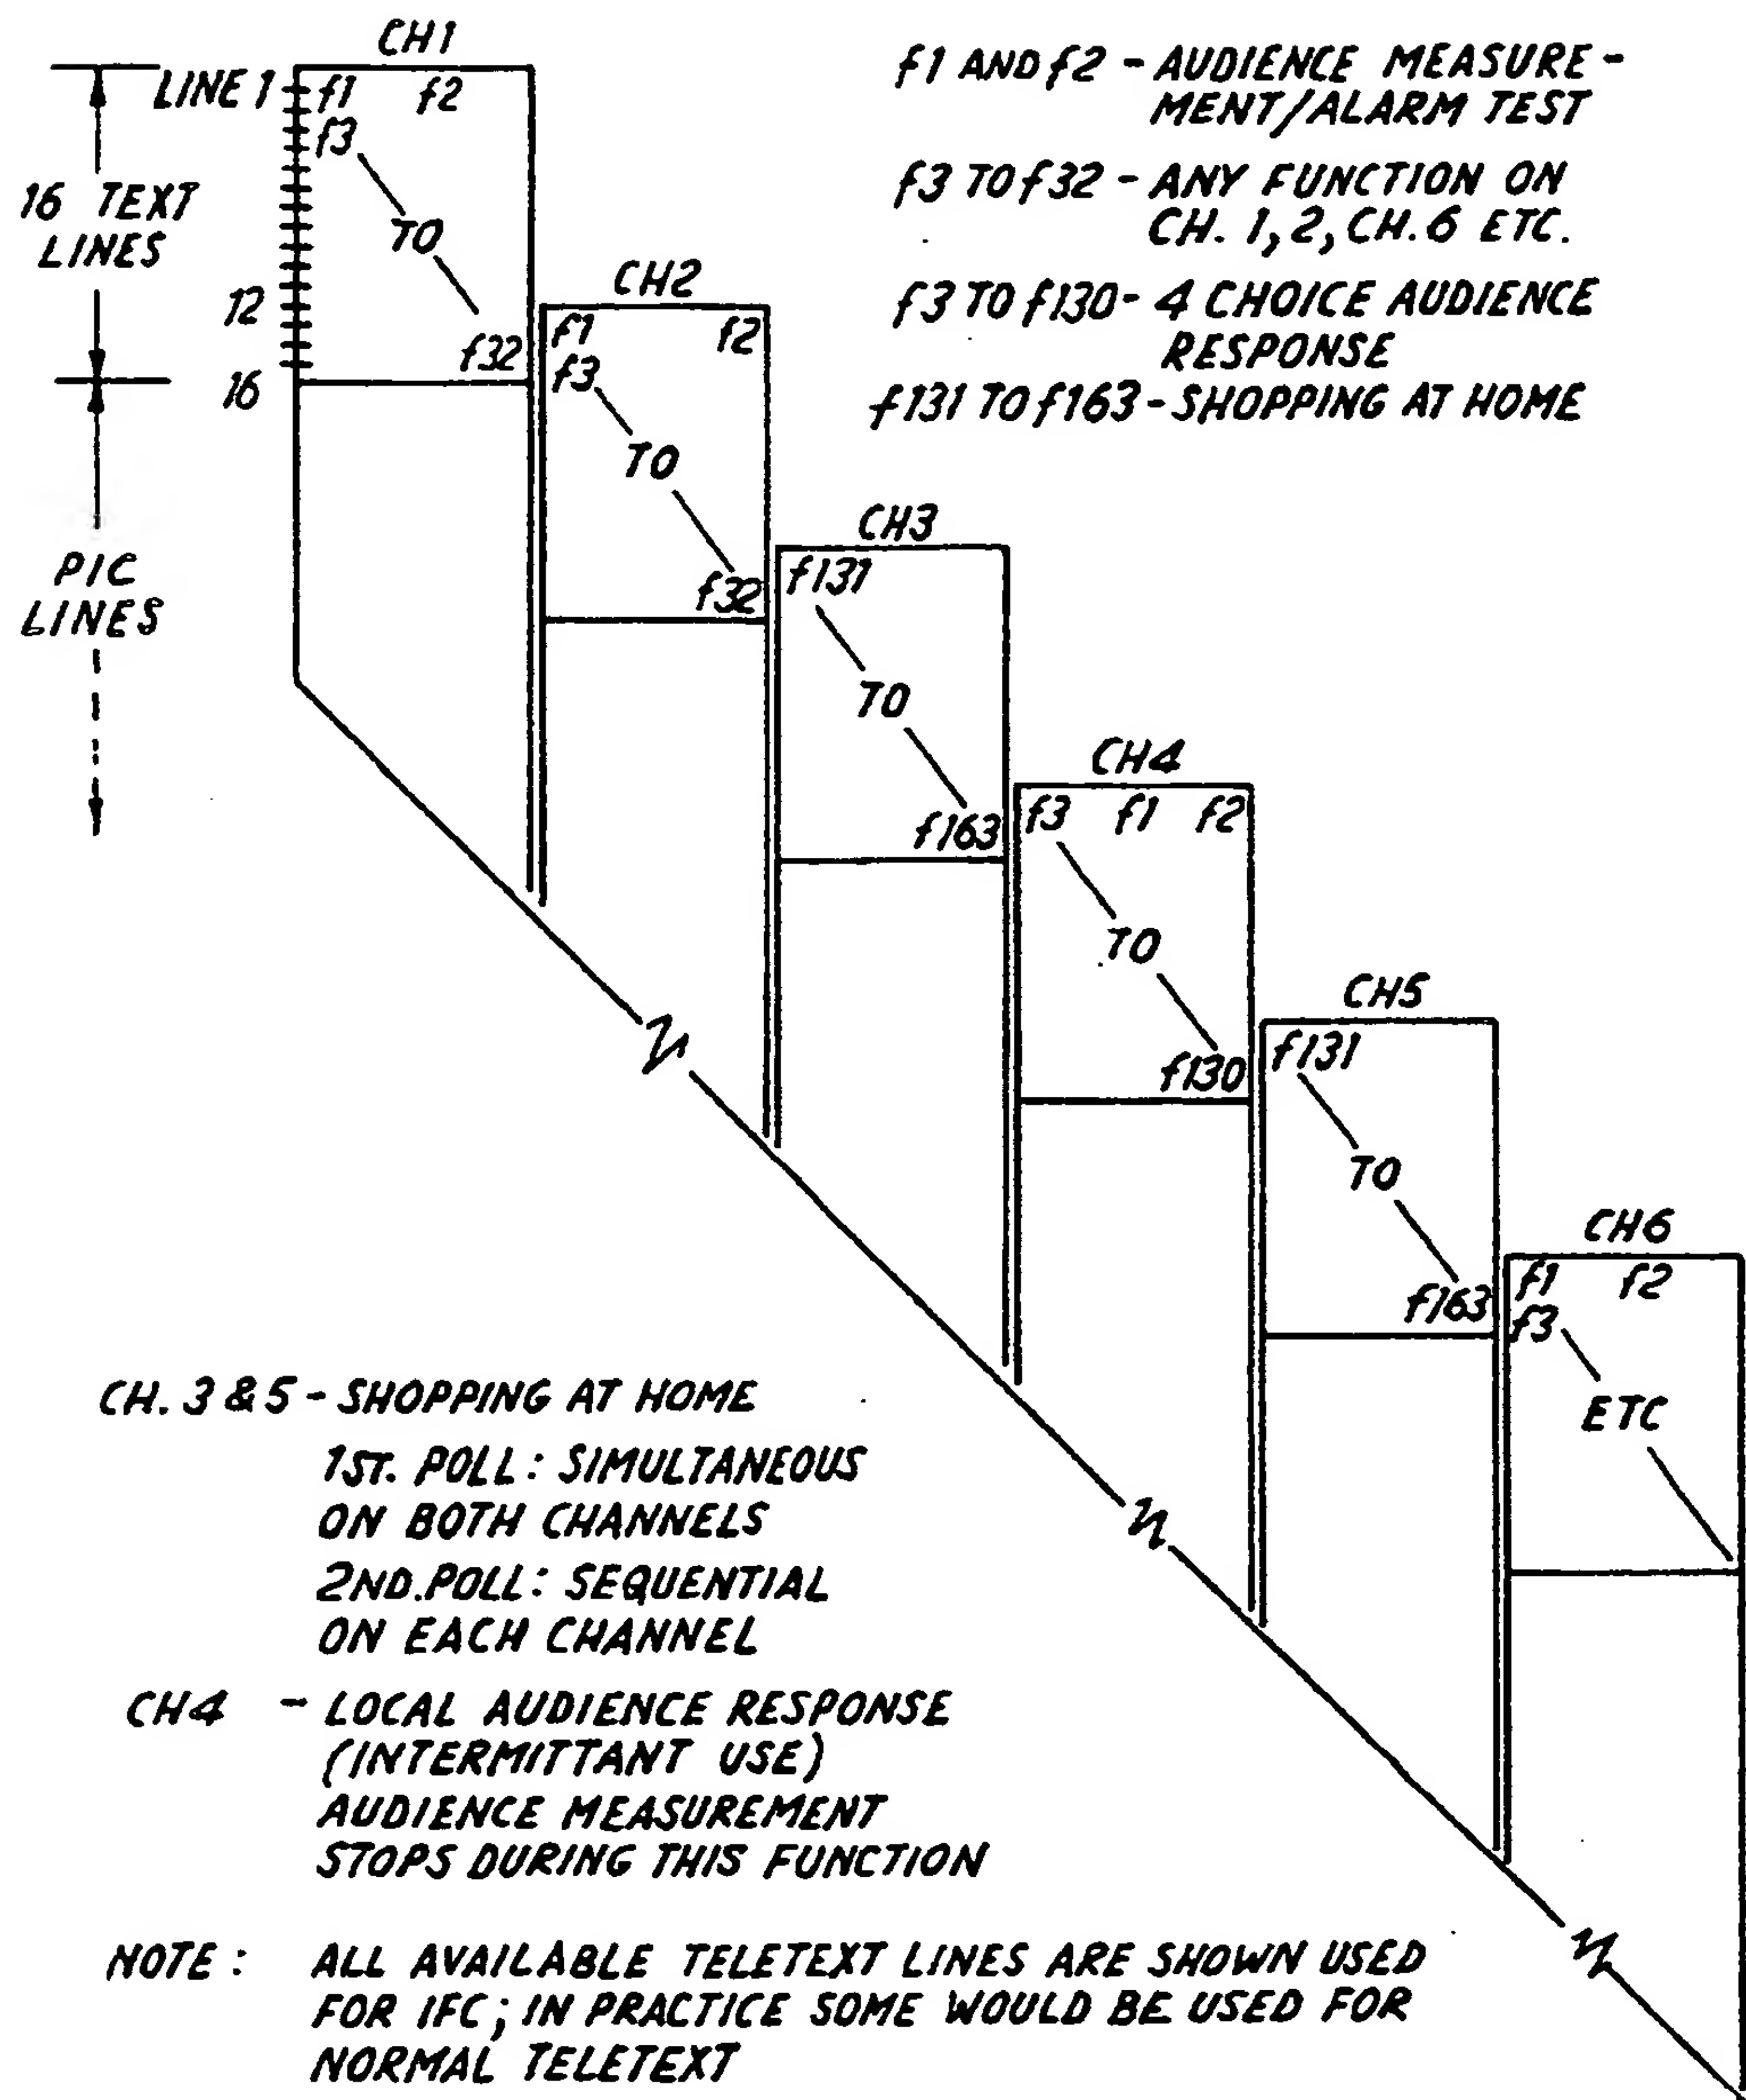 CH1
LINE 1 f1 f2
f3
TO
f32
16 TEXT
LINES
12
16
PIC
LINES
f1 AND f2 - AUDIENCE MEASURE-
MENT/ALARM TEST
f3 TO f32 - ANY FUNCTION ON
CH. 1, 2, CH. 6 ETC.
f3 TO f130 - 4 CHOICE AUDIENCE
RESPONSE
f131 TO f163 - SHOPPING AT HOME
CH2
f1 f2
f3
TO
f32
CH3
f131
TO
f163
CH4
f3 f1 f2
TO
f130
CH5
f131
TO
f163
CH6
f1 f2
f3
ETC
CH. 3 & 5 - SHOPPING AT HOME
1ST. POLL: SIMULTANEOUS
ON BOTH CHANNELS
2ND. POLL: SEQUENTIAL
ON EACH CHANNEL
CH4 - LOCAL AUDIENCE RESPONSE
(INTERMITTANT USE)
AUDIENCE MEASUREMENT
STOPS DURING THIS FUNCTION
NOTE: ALL AVAILABLE TELETEXT LINES ARE SHOWN USED
FOR IFC; IN PRACTICE SOME WOULD BE USED FOR
NORMAL TELETEXT